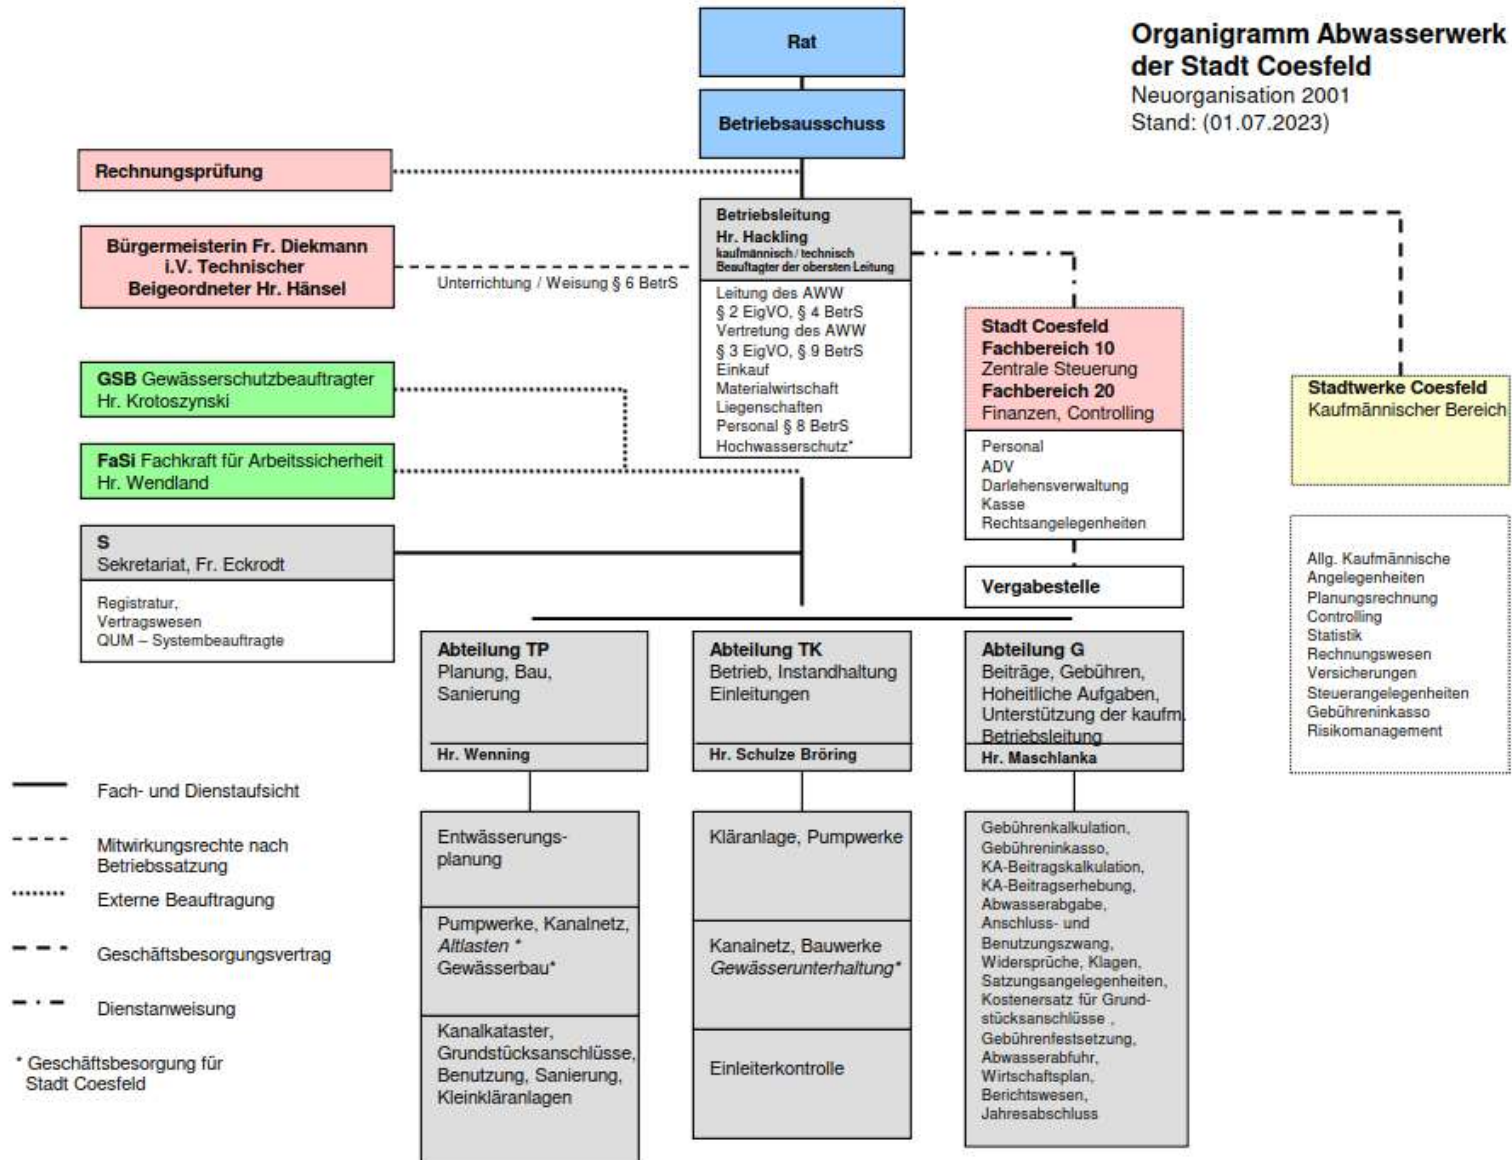 Organigramm Abwasserwerk
der Stadt Coesfeld
Neuorganisation 2001
Stand: (01.07.2023)
Rat
Betriebsausschuss
Rechnungsprüfung
Bürgermeisterin Fr. Diekmann
i.V. Technischer
Beigeordneter Hr. Hänsel
Unterrichtung / Weisung § 6 BetrS
Betriebsleitung
Hr. Hackling
kaufmännisch / technisch
Beauftagter der obersten Leitung
Leitung des AWW
§ 2 EigVO, § 4 BetrS
Vertretung des AWW
§ 3 EigVO, § 9 BetrS
Einkauf
Materialwirtschaft
Liegenschaften
Personal § 8 BetrS
Hochwasserschutz*
Stadt Coesfeld
Fachbereich 10
Zentrale Steuerung
Fachbereich 20
Finanzen, Controlling
Personal
ADV
Darlehensverwaltung
Kasse
Rechtsangelegenheiten
Vergabestelle
Stadtwerke Coesfeld
Kaufmännischer Bereich
Allg. Kaufmännische
Angelegenheiten
Planungsrechnung
Controlling
Statistik
Rechnungswesen
Versicherungen
Steuerangelegenheiten
Gebühreninkasso
Risikomanagement
GSB Gewässerschutzbeauftragter
Hr. Krotoszynski
FaSi Fachkraft für Arbeitssicherheit
Hr. Wendland
S
Sekretariat, Fr. Eckrodt
Registratur,
Vertragswesen
QUM – Systembeauftragte
Abteilung TP
Planung, Bau,
Sanierung
Hr. Wenning
Entwässerungs-
planung
Pumpwerke, Kanalnetz,
Altlasten *
Gewässerbau*
Kanalkataster,
Grundstücksanschlüsse,
Benutzung, Sanierung,
Kleinkläranlagen
Abteilung TK
Betrieb, Instandhaltung
Einleitungen
Hr. Schulze Bröring
Kläranlage, Pumpwerke
Kanalnetz, Bauwerke
Gewässerunterhaltung*
Einleiterkontrolle
Abteilung G
Beiträge, Gebühren,
Hoheitliche Aufgaben,
Unterstützung der kaufm.
Betriebsleitung
Hr. Maschlanka
Gebührenkalkulation,
Gebühreninkasso,
KA-Beitragskalkulation,
KA-Beitragserhebung,
Abwasserabgabe,
Anschluss- und
Benutzungszwang,
Widersprüche, Klagen,
Satzungsangelegenheiten,
Kostenersatz für Grund-
stücksanschlüsse ,
Gebührenfestsetzung,
Abwasserabfuhr,
Wirtschaftsplan,
Berichtswesen,
Jahresabschluss
Fach- und Dienstaufsicht
Mitwirkungsrechte nach
Betriebssatzung
Externe Beauftragung
Geschäftsbesorgungsvertrag
Dienstanweisung
* Geschäftsbesorgung für
Stadt Coesfeld